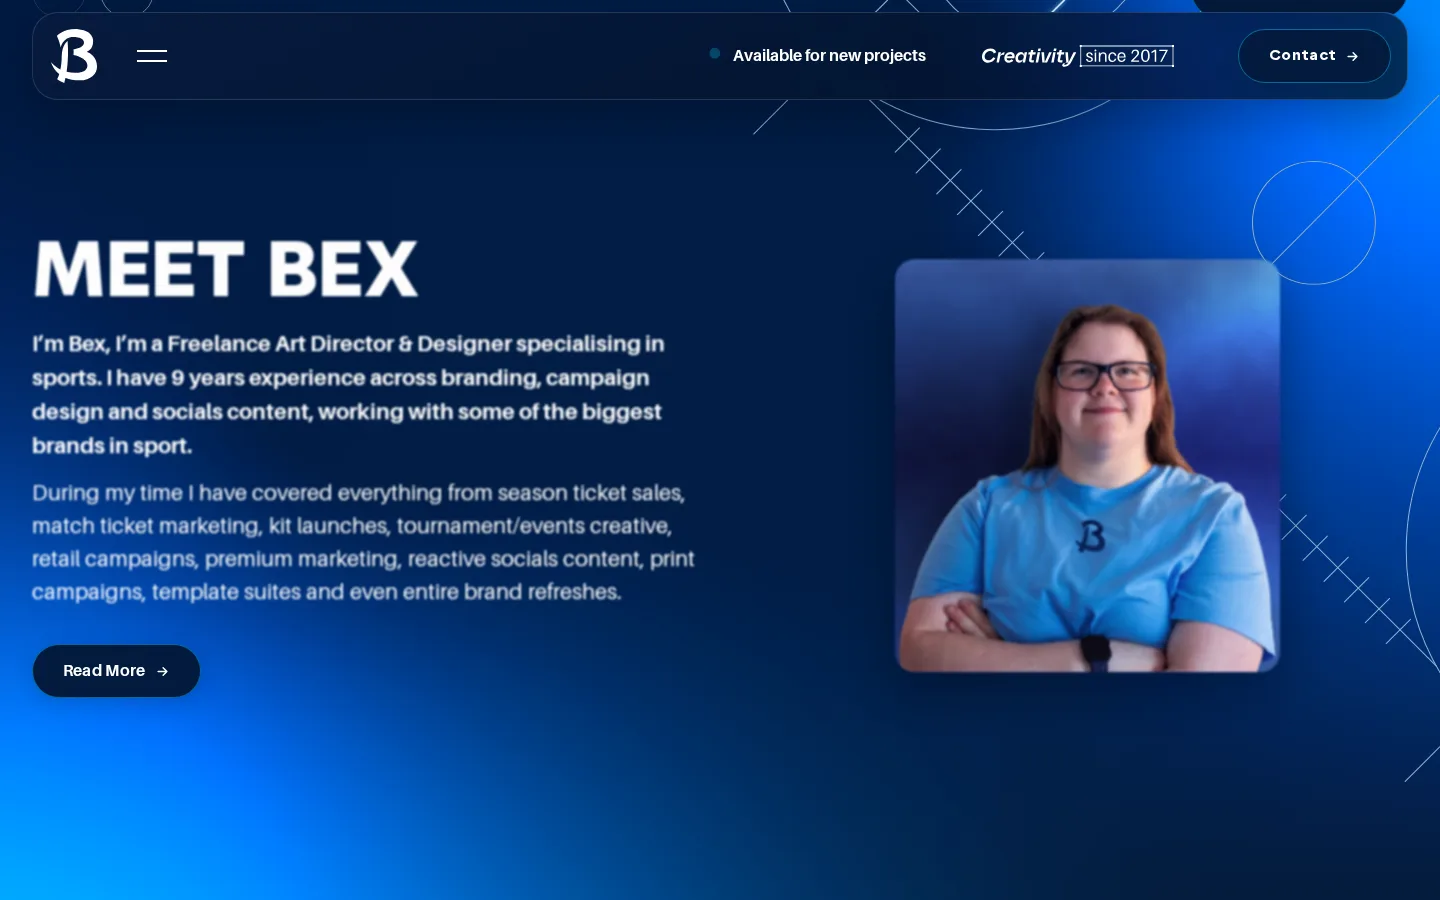 B
Available for new projects
Creativity since 2017
Contact →
MEET BEX
I’m Bex, I’m a Freelance Art Director & Designer specialising in
sports. I have 9 years experience across branding, campaign
design and socials content, working with some of the biggest
brands in sport.
During my time I have covered everything from season ticket sales,
match ticket marketing, kit launches, tournament/events creative,
retail campaigns, premium marketing, reactive socials content, print
campaigns, template suites and even entire brand refreshes.
B
Read More →